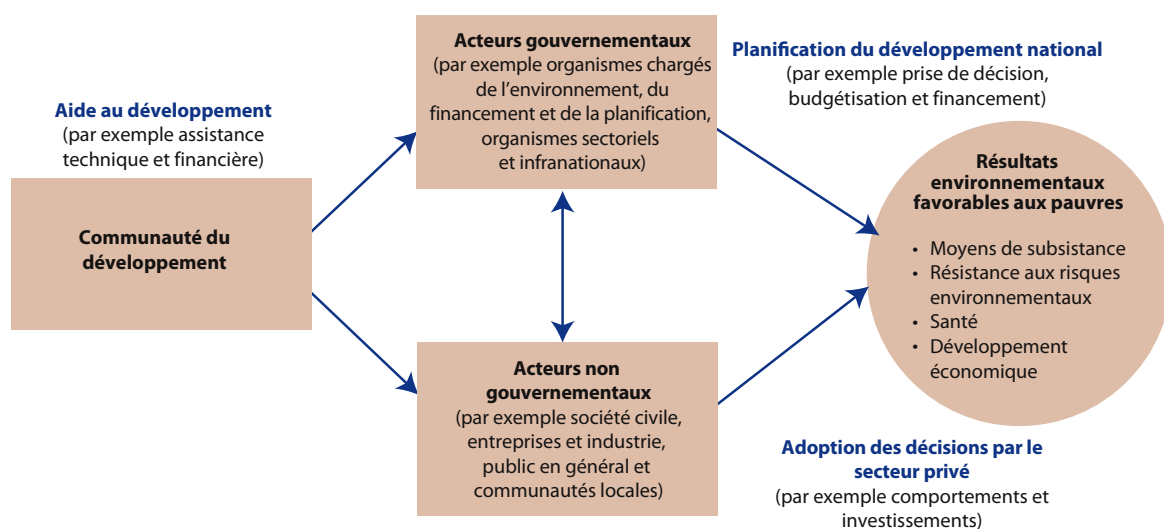 Aide au développement
(par exemple assistance
technique et financière)
Communauté du
développement
Acteurs gouvernementaux
(par exemple organismes chargés
de l’environnement, du
financement et de la planification,
organismes sectoriels
et infranationaux)
Acteurs non
gouvernementaux
(par exemple société civile,
entreprises et industrie,
public en général et
communautés locales)
Planification du développement national
(par exemple prise de décision,
budgétisation et financement)
Résultats
environnementaux
favorables aux pauvres
• Moyens de subsistance
• Résistance aux risques
environnementaux
• Santé
• Développement
économique
Adoption des décisions par le
secteur privé
(par exemple comportements et
investissements)